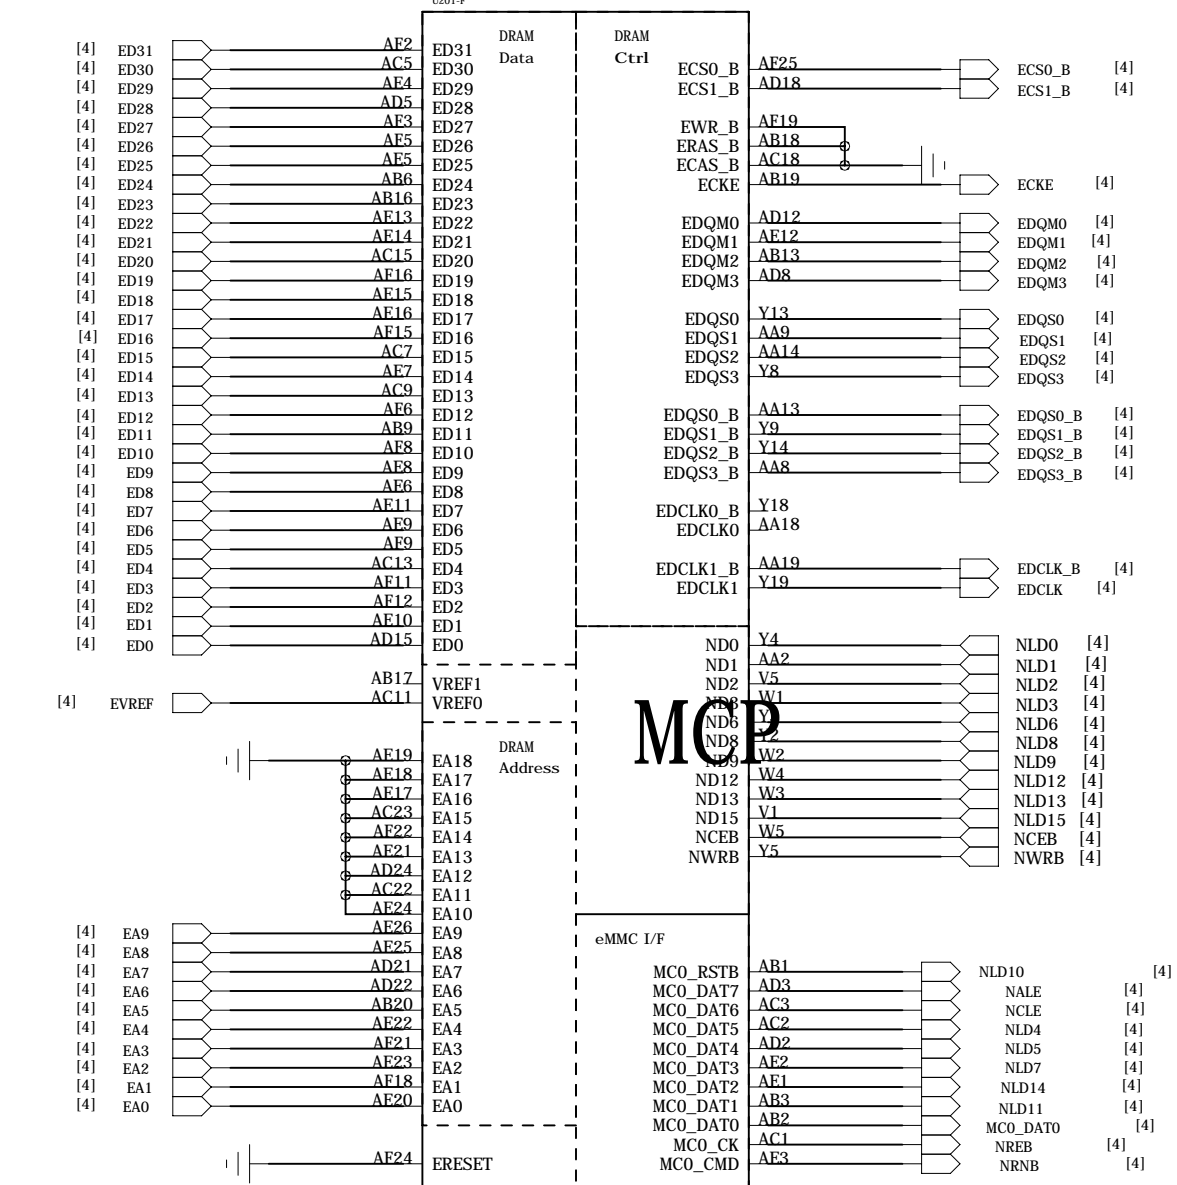 U201-F
DRAM
Data
DRAM
Ctrl
[4] ED31 AF2 ED31
[4] ED30 AC5 ED30
[4] ED29 AE4 ED29
[4] ED28 AD5 ED28
[4] ED27 AF3 ED27
[4] ED26 AF5 ED26
[4] ED25 AE5 ED25
[4] ED24 AB6 ED24
[4] ED23 AB16 ED23
[4] ED22 AE13 ED22
[4] ED21 AE14 ED21
[4] ED20 AC15 ED20
[4] ED19 AF16 ED19
[4] ED18 AE15 ED18
[4] ED17 AE16 ED17
[4] ED16 AF15 ED16
[4] ED15 AC7 ED15
[4] ED14 AE7 ED14
[4] ED13 AC9 ED13
[4] ED12 AF6 ED12
[4] ED11 AB9 ED11
[4] ED10 AF8 ED10
[4] ED9 AE8 ED9
[4] ED8 AE6 ED8
[4] ED7 AE11 ED7
[4] ED6 AE9 ED6
[4] ED5 AF9 ED5
[4] ED4 AC13 ED4
[4] ED3 AF11 ED3
[4] ED2 AF12 ED2
[4] ED1 AE10 ED1
[4] ED0 AD15 ED0
AB17 VREF1
[4] EVREF AC11 VREF0
DRAM
Address
AE19 EA18
AE18 EA17
AE17 EA16
AC23 EA15
AF22 EA14
AE21 EA13
AD24 EA12
AC22 EA11
AE24 EA10
[4] EA9 AE26 EA9
[4] EA8 AE25 EA8
[4] EA7 AD21 EA7
[4] EA6 AD22 EA6
[4] EA5 AB20 EA5
[4] EA4 AE22 EA4
[4] EA3 AF21 EA3
[4] EA2 AE23 EA2
[4] EA1 AF18 EA1
[4] EA0 AE20 EA0
AF24 ERESET
ECS0_B AF25 ECS0_B [4]
ECS1_B AD18 ECS1_B [4]
EWR_B AF19
ERAS_B AB18
ECAS_B AC18
ECKE AB19 ECKE [4]
EDQM0 AD12 EDQM0 [4]
EDQM1 AE12 EDQM1 [4]
EDQM2 AB13 EDQM2 [4]
EDQM3 AD8 EDQM3 [4]
EDQS0 Y13 EDQS0 [4]
EDQS1 AA9 EDQS1 [4]
EDQS2 AA14 EDQS2 [4]
EDQS3 Y8 EDQS3 [4]
EDQS0_B AA13 EDQS0_B [4]
EDQS1_B Y9 EDQS1_B [4]
EDQS2_B Y14 EDQS2_B [4]
EDQS3_B AA8 EDQS3_B [4]
EDCLK0_B Y18
EDCLK0 AA18
EDCLK1_B AA19 EDCLK_B [4]
EDCLK1 Y19 EDCLK [4]
MCP
ND0 Y4 NLD0 [4]
ND1 AA2 NLD1 [4]
ND2 V5 NLD2 [4]
ND3 W1 NLD3 [4]
ND6 NLD6 [4]
ND8 Y2 NLD8 [4]
ND9 W2 NLD9 [4]
ND12 W4 NLD12 [4]
ND13 W3 NLD13 [4]
ND15 V1 NLD15 [4]
NCEB W5 NCEB [4]
NWRB Y5 NWRB [4]
eMMC I/F
MC0_RSTB AB1 NLD10 [4]
MC0_DAT7 AD3 NALE [4]
MC0_DAT6 AC3 NCLE [4]
MC0_DAT5 AC2 NLD4 [4]
MC0_DAT4 AD2 NLD5 [4]
MC0_DAT3 AE2 NLD7 [4]
MC0_DAT2 AE1 NLD14 [4]
MC0_DAT1 AB3 NLD11 [4]
MC0_DAT0 AB2 MC0_DAT0 [4]
MC0_CK AC1 NREB [4]
MC0_CMD AE3 NRNB [4]